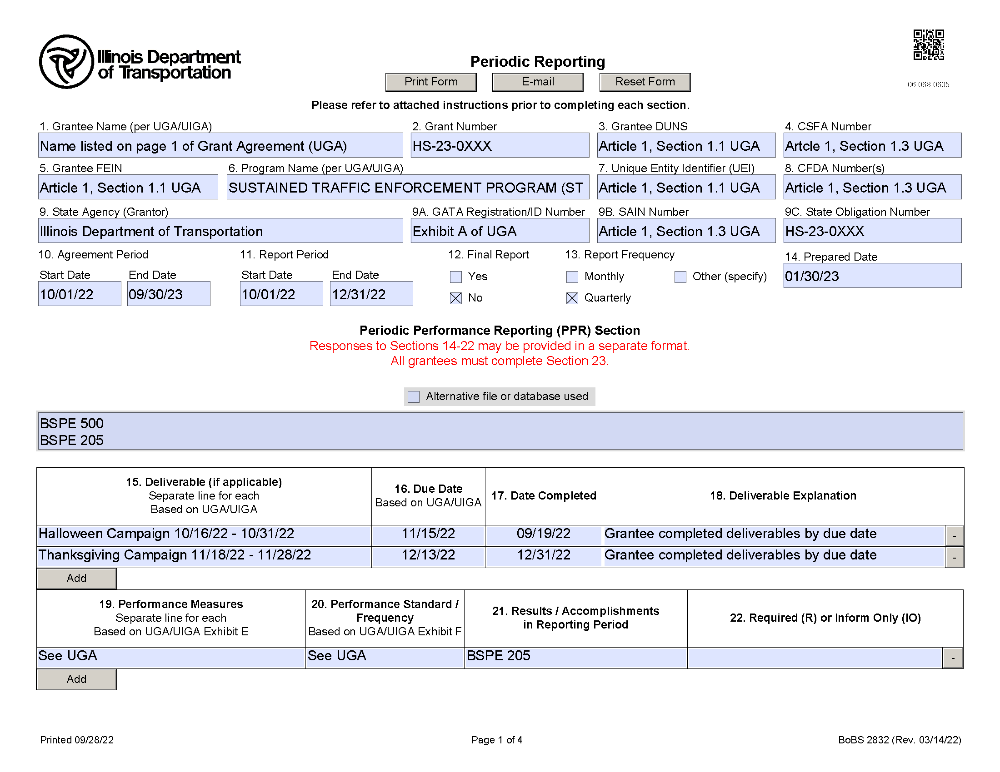 Illinois Department
of Transportation
Periodic Reporting
Print Form
E-mail
Reset Form
06.068.0605
Please refer to attached instructions prior to completing each section.
1. Grantee Name (per UGA/UIGA)
2. Grant Number
3. Grantee DUNS
4. CSFA Number
Name listed on page 1 of Grant Agreement (UGA)
HS-23-0XXX
Article 1, Section 1.1 UGA
Artcle 1, Section 1.3 UGA
5. Grantee FEIN
6. Program Name (per UGA/UIGA)
7. Unique Entity Identifier (UEI)
8. CFDA Number(s)
Article 1, Section 1.1 UGA
SUSTAINED TRAFFIC ENFORCEMENT PROGRAM (ST
Article 1, Section 1.1 UGA
Article 1, Section 1.3 UGA
9. State Agency (Grantor)
9A. GATA Registration/ID Number
9B. SAIN Number
9C. State Obligation Number
Illinois Department of Transportation
Exhibit A of UGA
Article 1, Section 1.3 UGA
HS-23-0XXX
10. Agreement Period
11. Report Period
12. Final Report
13. Report Frequency
14. Prepared Date
Start Date
End Date
Start Date
End Date
Yes
Monthly
Other (specify)
01/30/23
10/01/22
09/30/23
10/01/22
12/31/22
No
Quarterly
Periodic Performance Reporting (PPR) Section
Responses to Sections 14-22 may be provided in a separate format.
All grantees must complete Section 23.
Alternative file or database used
BSPE 500
BSPE 205
15. Deliverable (if applicable)
Separate line for each
Based on UGA/UIGA
16. Due Date
Based on UGA/UIGA
17. Date Completed
18. Deliverable Explanation
Halloween Campaign 10/16/22 - 10/31/22
11/15/22
09/19/22
Grantee completed deliverables by due date
-
Thanksgiving Campaign 11/18/22 - 11/28/22
12/13/22
12/31/22
Grantee completed deliverables by due date
-
Add
19. Performance Measures
Separate line for each
Based on UGA/UIGA Exhibit E
20. Performance Standard /
Frequency
Based on UGA/UIGA Exhibit F
21. Results / Accomplishments
in Reporting Period
22. Required (R) or Inform Only (IO)
See UGA
See UGA
BSPE 205
-
Add
Printed 09/28/22
Page 1 of 4
BoBS 2832 (Rev. 03/14/22)